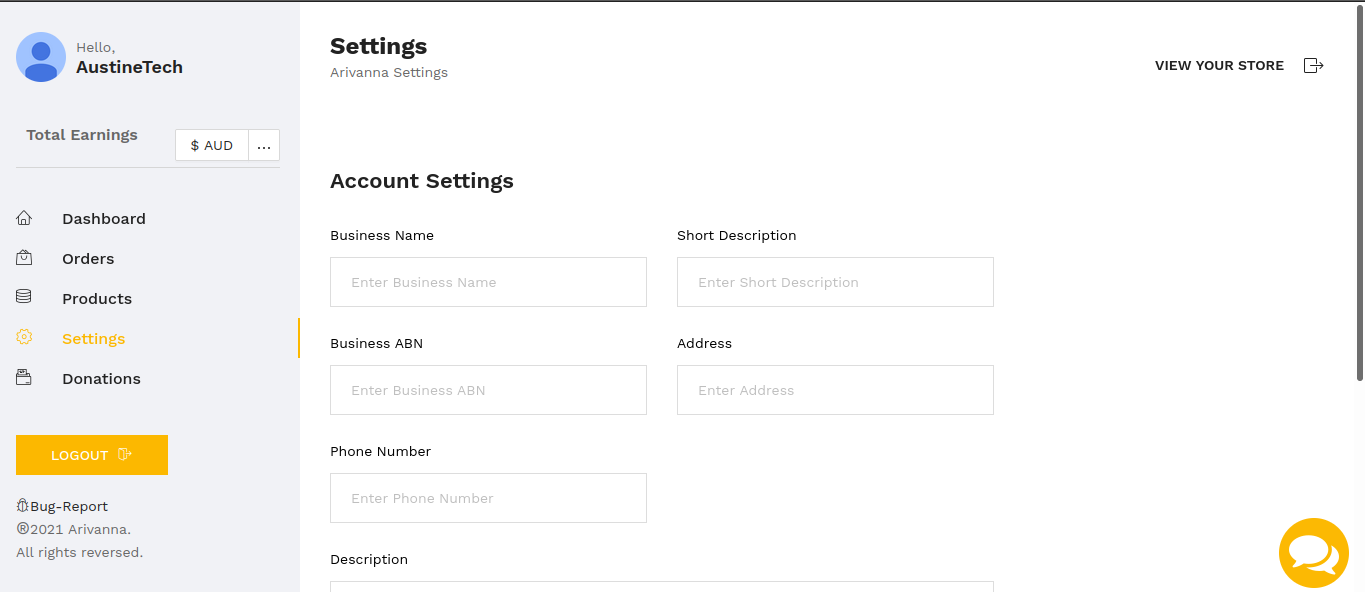 Hello,
AustineTech
Total Earnings
$ AUD ...
Dashboard
Orders
Products
Settings
Donations
LOGOUT
Bug-Report
®2021 Arivanna.
All rights reversed.
Settings
Arivanna Settings
VIEW YOUR STORE
Account Settings
Business Name
Short Description
Enter Business Name
Enter Short Description
Business ABN
Address
Enter Business ABN
Enter Address
Phone Number
Enter Phone Number
Description